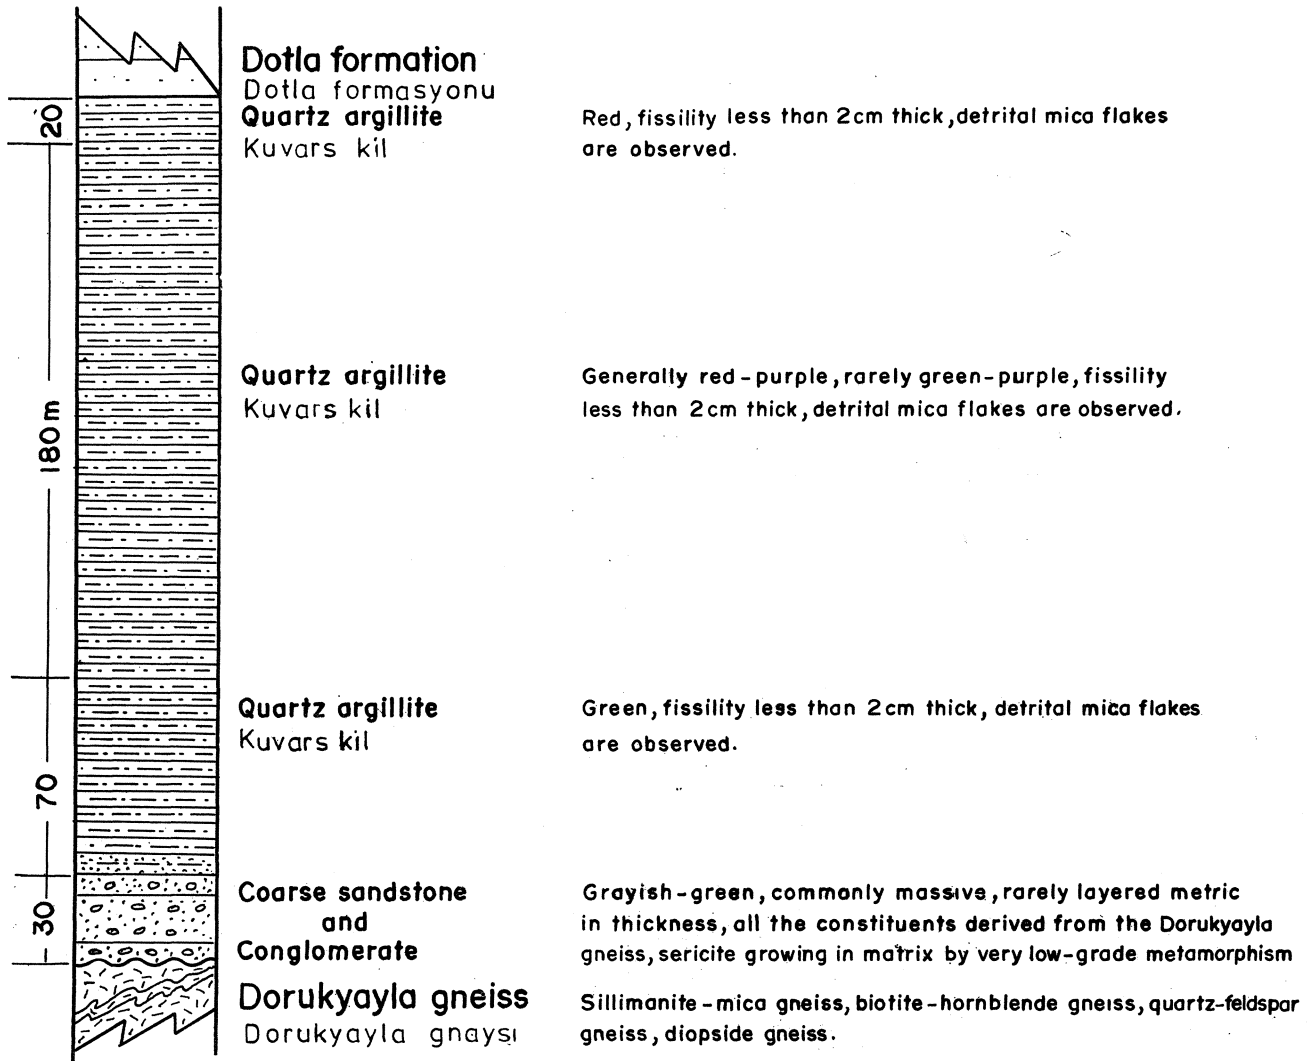 Dotla formation
Dotla formasyonu
20
Quartz argillite
Kuvars kil
Red, fissility less than 2cm thick, detrital mica flakes
are observed.
180m
Quartz argillite
Kuvars kil
Generally red-purple, rarely green-purple, fissility
less than 2cm thick, detrital mica flakes are observed.
70
Quartz argillite
Kuvars kil
Green, fissility less than 2cm thick, detrital mica flakes
are observed.
30
Coarse sandstone
and
Conglomerate
Grayish-green, commonly massive, rarely layered metric
in thickness, all the constituents derived from the Dorukyayla
gneiss, sericite growing in matrix by very low-grade metamorphism
Dorukyayla gneiss
Dorukyayla gnaysı
Sillimanite-mica gneiss, biotite-hornblende gneiss, quartz-feldspar
gneiss, diopside gneiss.